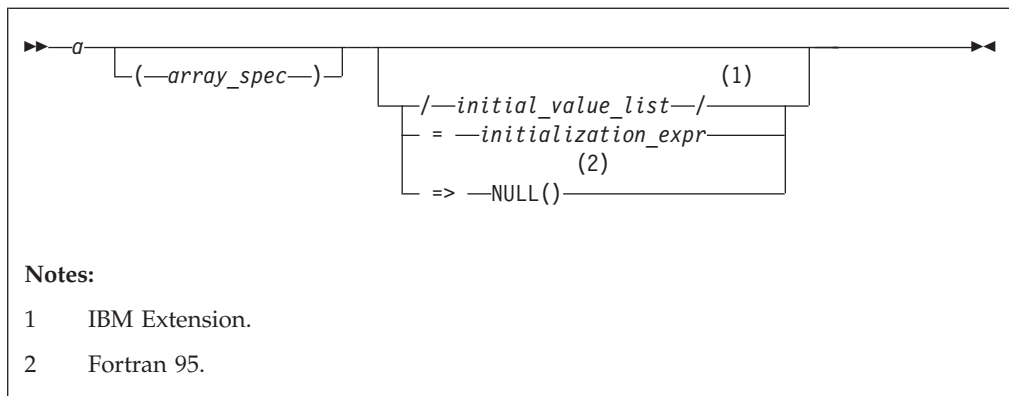 a
( array_spec )
(1)
/ initial_value_list /
= initialization_expr
(2)
=> NULL()
Notes:
1 IBM Extension.
2 Fortran 95.